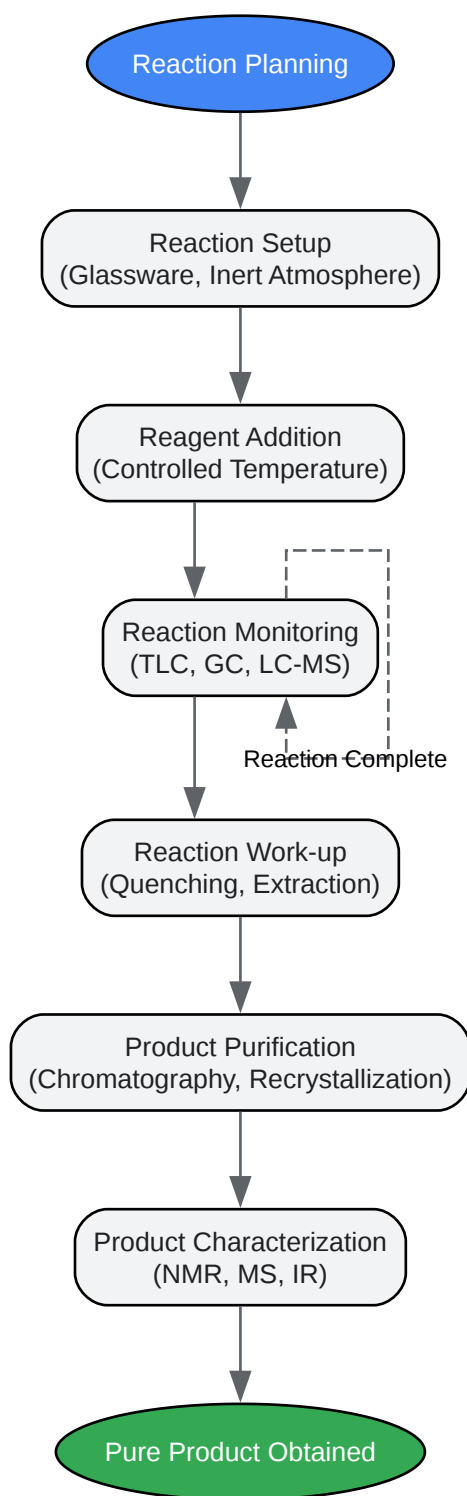 Reaction Planning
Reaction Setup
(Glassware, Inert Atmosphere)
Reagent Addition
(Controlled Temperature)
Reaction Monitoring
(TLC, GC, LC-MS)
Reaction Complete
Reaction Work-up
(Quenching, Extraction)
Product Purification
(Chromatography, Recrystallization)
Product Characterization
(NMR, MS, IR)
Pure Product Obtained